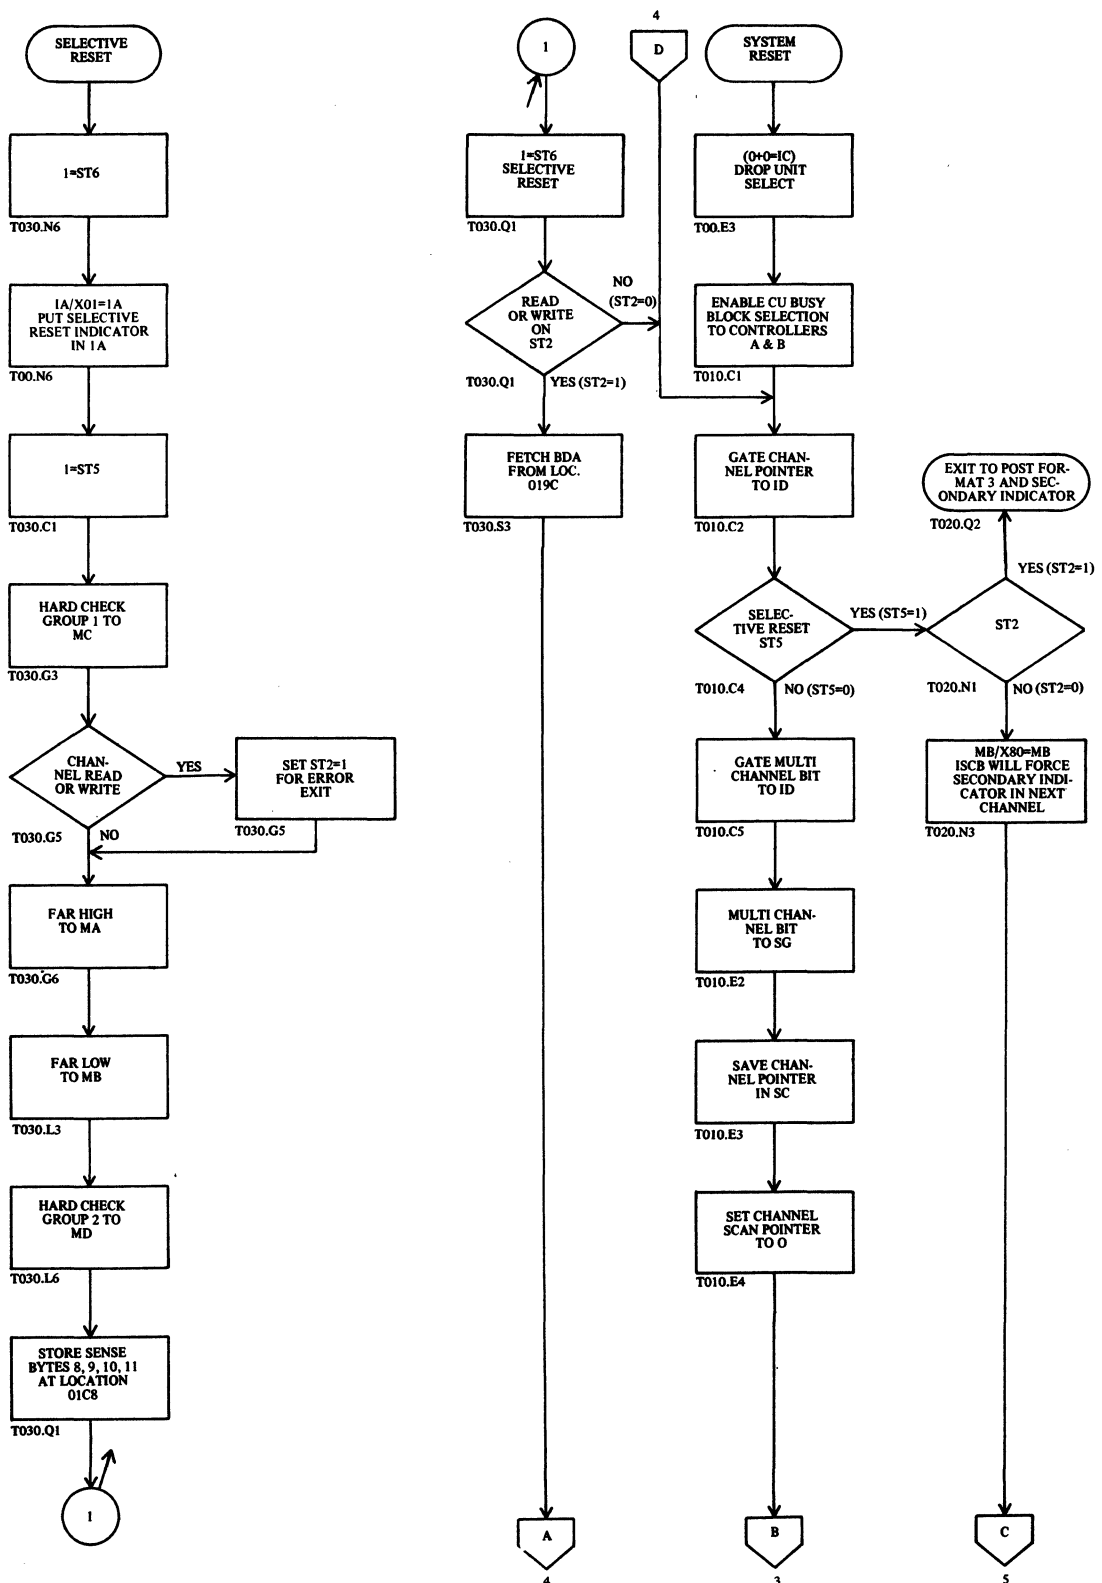 SELECTIVE
RESET
1=ST6
T030.N6
1A/X01=1A
PUT SELECTIVE
RESET INDICATOR
IN 1A
T00.N6
1=ST5
T030.C1
HARD CHECK
GROUP 1 TO
MC
T030.G3
CHAN-
NEL READ
OR WRITE
YES
T030.G5
NO
SET ST2=1
FOR ERROR
EXIT
T030.G5
FAR HIGH
TO MA
T030.G6
FAR LOW
TO MB
T030.L3
HARD CHECK
GROUP 2 TO
MD
T030.L6
STORE SENSE
BYTES 8, 9, 10, 11
AT LOCATION
01C8
T030.Q1
1
1
1=ST6
SELECTIVE
RESET
T030.Q1
READ
OR WRITE
ON
ST2
NO
(ST2=0)
T030.Q1
YES (ST2=1)
FETCH BDA
FROM LOC.
019C
T030.S3
A
4
4
D
SYSTEM
RESET
(0+0=IC)
DROP UNIT
SELECT
T00.E3
ENABLE CU BUSY
BLOCK SELECTION
TO CONTROLLERS
A & B
T010.C1
GATE CHAN-
NEL POINTER
TO ID
T010.C2
SELEC-
TIVE RESET
ST5
YES (ST5=1)
T010.C4
NO (ST5=0)
GATE MULTI
CHANNEL BIT
TO ID
T010.C5
MULTI CHAN-
NEL BIT
TO SG
T010.E2
SAVE CHAN-
NEL POINTER
IN SC
T010.E3
SET CHANNEL
SCAN POINTER
TO O
T010.E4
B
3
EXIT TO POST FOR-
MAT 3 AND SEC-
ONDARY INDICATOR
T020.Q2
YES (ST2=1)
ST2
T020.N1
NO (ST2=0)
MB/X80=MB
ISCB WILL FORCE
SECONDARY INDI-
CATOR IN NEXT
CHANNEL
T020.N3
C
5